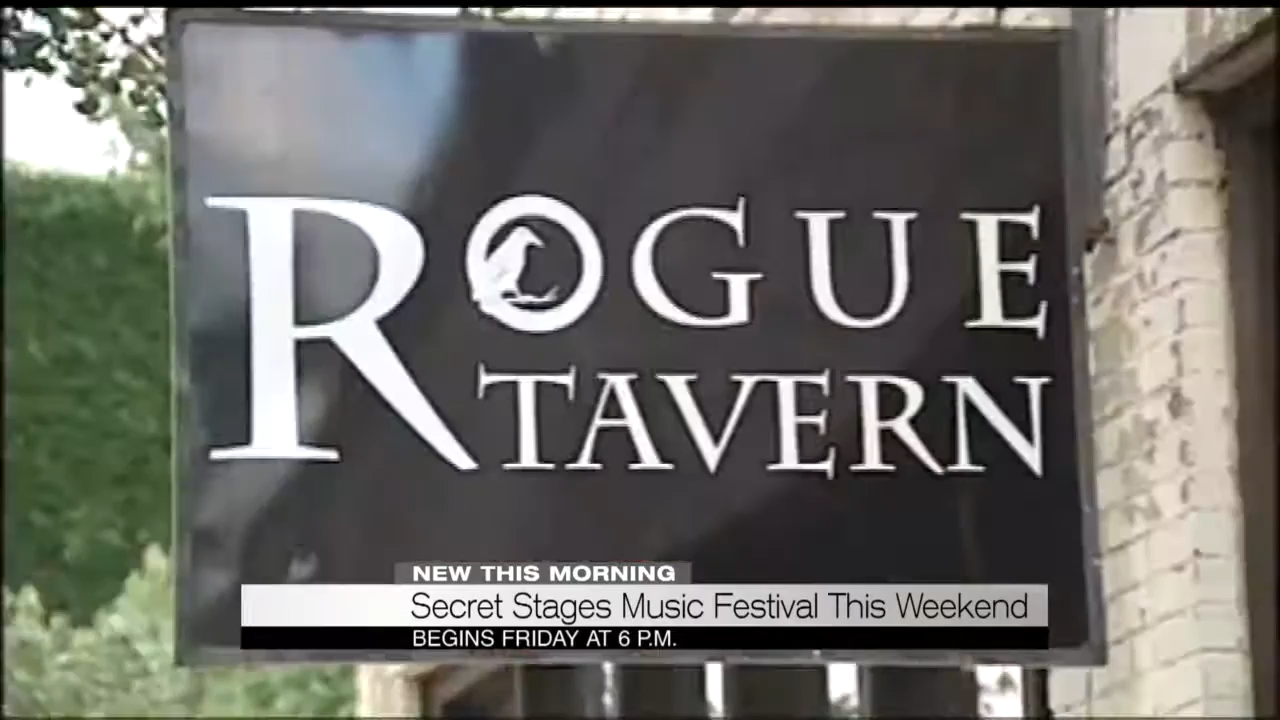 ROGUE
TAVERN
NEW THIS MORNING
Secret Stages Music Festival This Weekend
BEGINS FRIDAY AT 6 P.M.